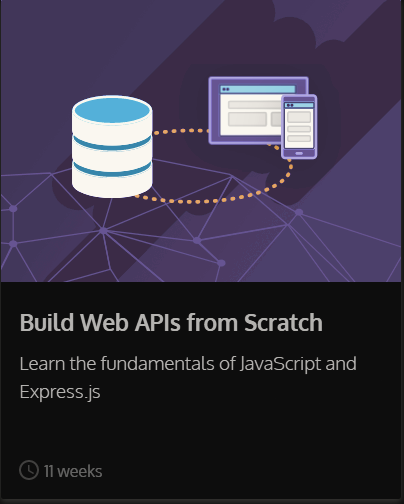 Build Web APIs from Scratch
Learn the fundamentals of JavaScript and
Express.js
11 weeks